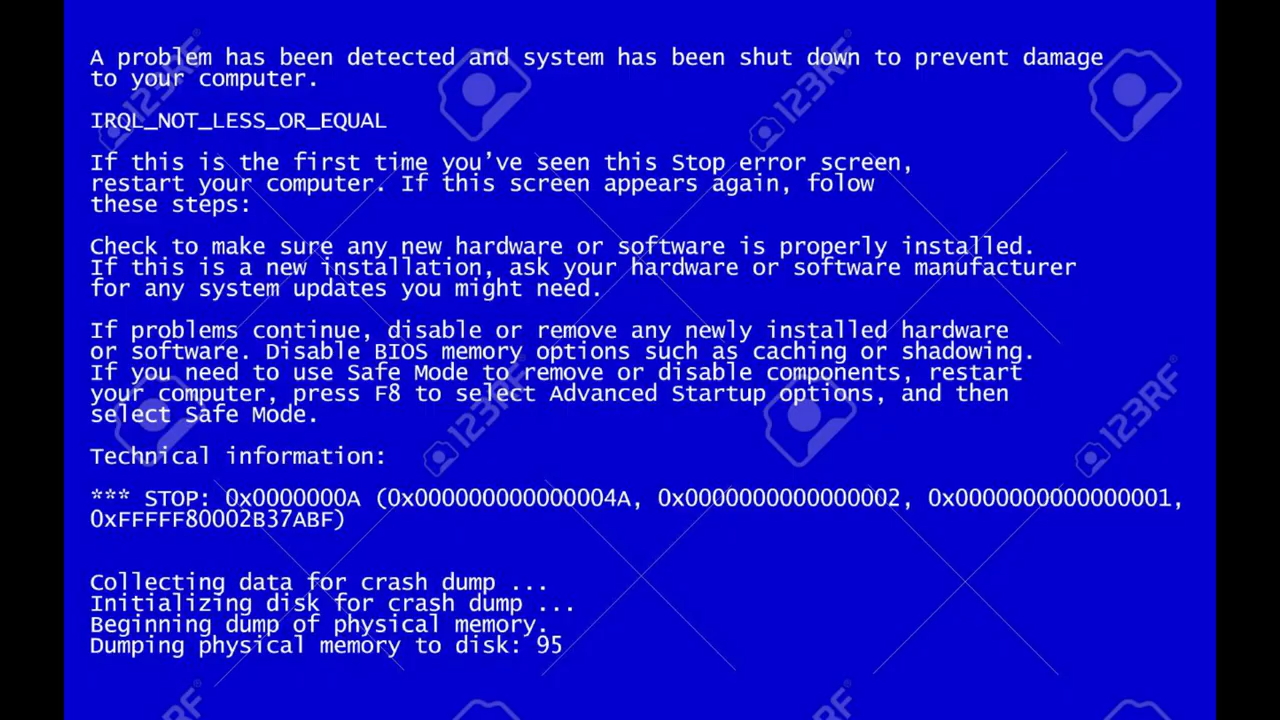 A problem has been detected and system has been shut down to prevent damage
to your computer.
IRQL_NOT_LESS_OR_EQUAL
If this is the first time you’ve seen this Stop error screen,
restart your computer. If this screen appears again, folow
these steps:
Check to make sure any new hardware or software is properly installed.
If this is a new installation, ask your hardware or software manufacturer
for any system updates you might need.
If problems continue, disable or remove any newly installed hardware
or software. Disable BIOS memory options such as caching or shadowing.
If you need to use Safe Mode to remove or disable components, restart
your computer, press F8 to select Advanced Startup options, and then
select Safe Mode.
Technical information:
*** STOP: 0x0000000A (0x000000000000004A, 0x0000000000000002, 0x0000000000000001,
0xFFFFF80002B37ABF)
Collecting data for crash dump ...
Initializing disk for crash dump ...
Beginning dump of physical memory.
Dumping physical memory to disk: 95
123RF
123RF
123RF
123RF
123RF
123RF